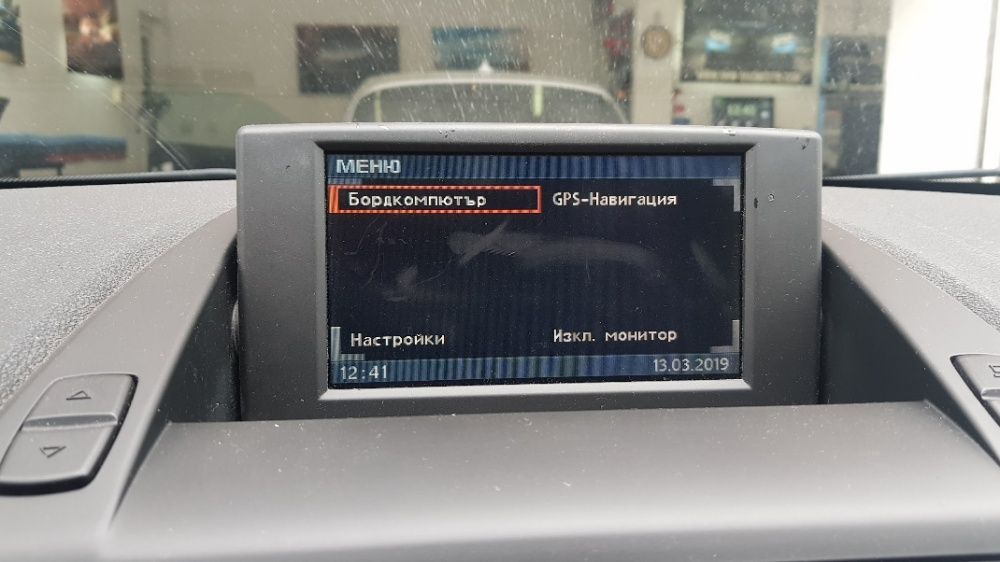 МЕНЮ
Бордкомпютър GPS-Навигация
Настройки Изкл. монитор
12:41 13.03.2019